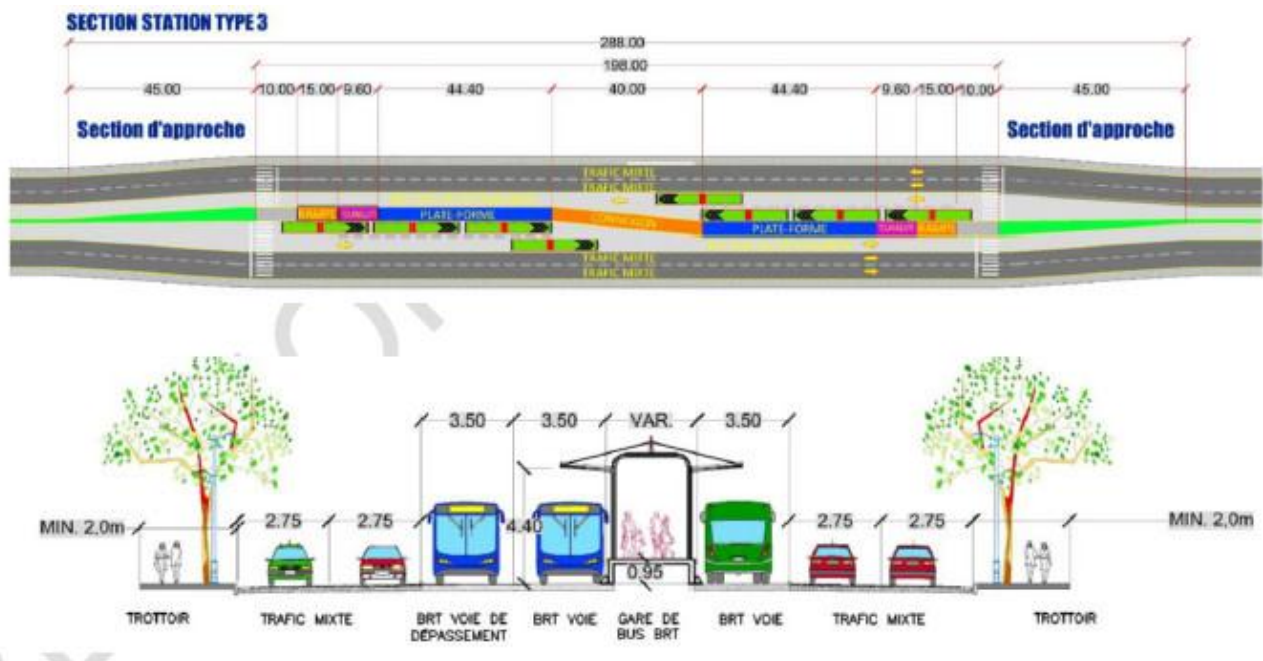 SECTION STATION TYPE 3
288.00
198.00
45.00 10.00 15.00 9.60 44.40 40.00 44.40 9.60 15.00 10.00 45.00
Section d'approche Section d'approche
TRAFIC MIXTE
TRAFIC MIXTE
PLATE-FORME CONNEXION
PLATE-FORME
TRAFIC MIXTE
TRAFIC MIXTE
3.50 3.50 VAR. 3.50
MIN. 2,0m 2.75 2.75 4.40 2.75 2.75 MIN. 2,0m
0.95
TROTTOIR TRAFIC MIXTE BRT VOIE DE DÉPASSEMENT BRT VOIE GARE DE BUS BRT BRT VOIE TRAFIC MIXTE TROTTOIR